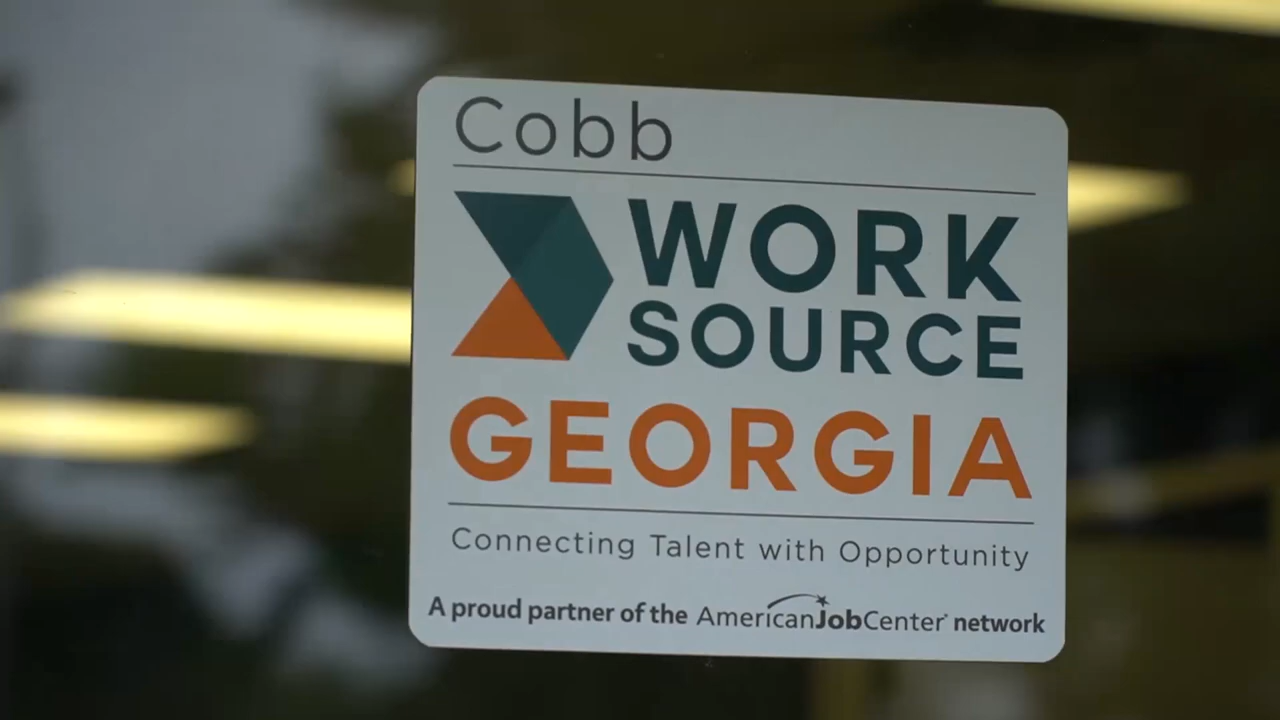 Cobb
WORK
SOURCE
GEORGIA
Connecting Talent with Opportunity
A proud partner of the AmericanJobCenter network